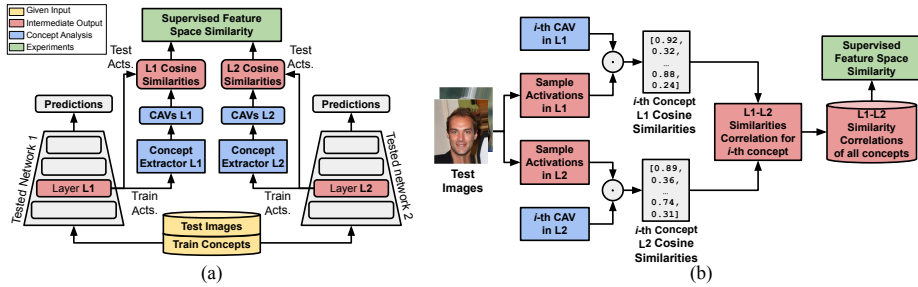 Given Input
Intermediate Output
Concept Analysis
Experiments
Supervised Feature
Space Similarity
Test
Acts.
Test
Acts.
L1 Cosine
Similarities
L2 Cosine
Similarities
Predictions
CAVs L1
CAVs L2
Predictions
Tested Network 1
Concept
Extractor L1
Concept
Extractor L2
Tested network 2
Layer L1
Layer L2
Train
Acts.
Train
Acts.
Test Images
Train Concepts
(a)
i-th CAV
in L1
Sample
Activations
in L1
Test
Images
Sample
Activations
in L2
i-th CAV
in L2
[0.92,
0.32,
...
0.88,
0.24]
i-th Concept
L1 Cosine
Similarities
[0.89,
0.36,
...
0.74,
0.31]
i-th Concept
L2 Cosine
Similarities
L1-L2
Similarities
Correlation for
i-th concept
Supervised
Feature Space
Similarity
L1-L2
Similarity
Correlations
of all concepts
(b)